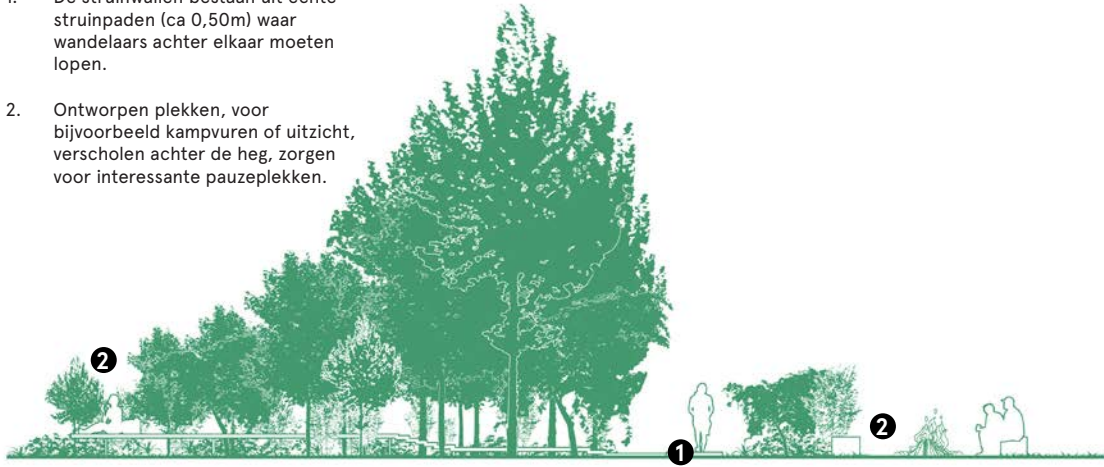 1. De struinwallen bestaan uit echte
struinpaden (ca 0,50m) waar
wandelaars achter elkaar moeten
lopen.
2. Ontworpen plekken, voor
bijvoorbeeld kampvuren of uitzicht,
verscholen achter de heg, zorgen
voor interessante pauzeplekken.
2
2
1